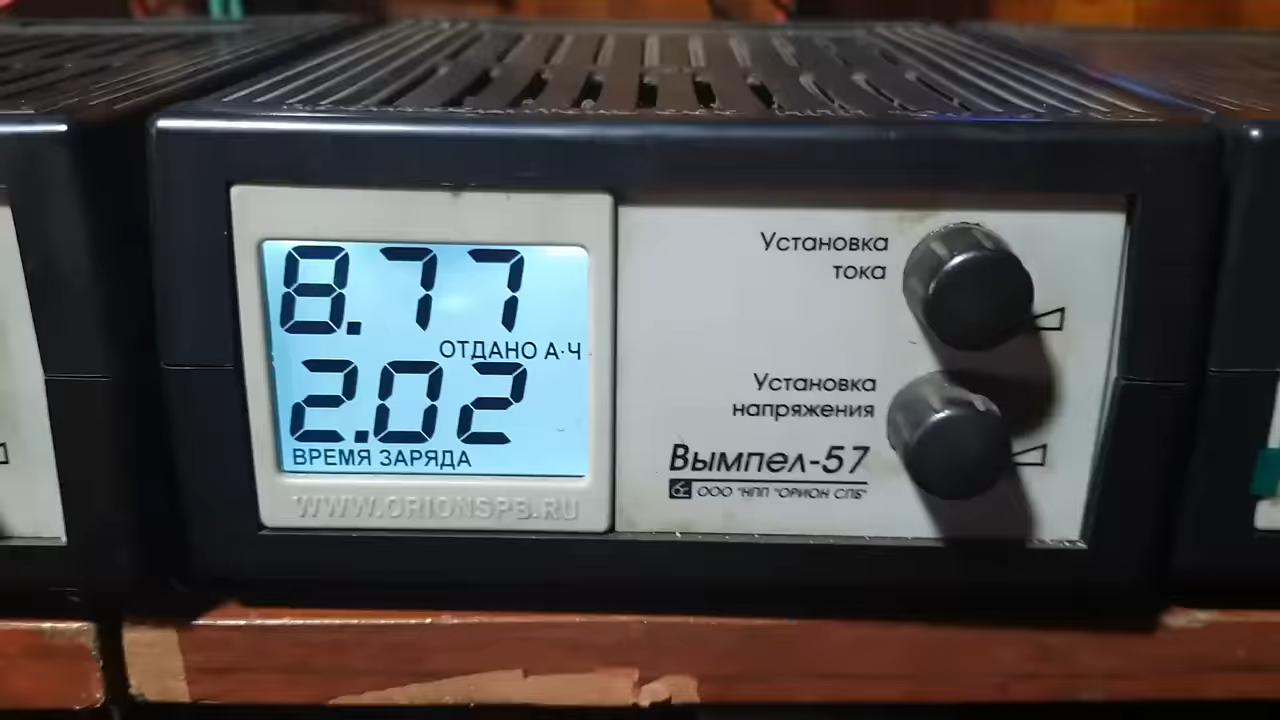 8.77
ОТДАНО А·Ч
2.02
ВРЕМЯ ЗАРЯДА
WWW.ORIONSPB.RU
Установка
тока
Установка
напряжения
Вымпел-57
ООО "НПП "ОРИОН СПБ"